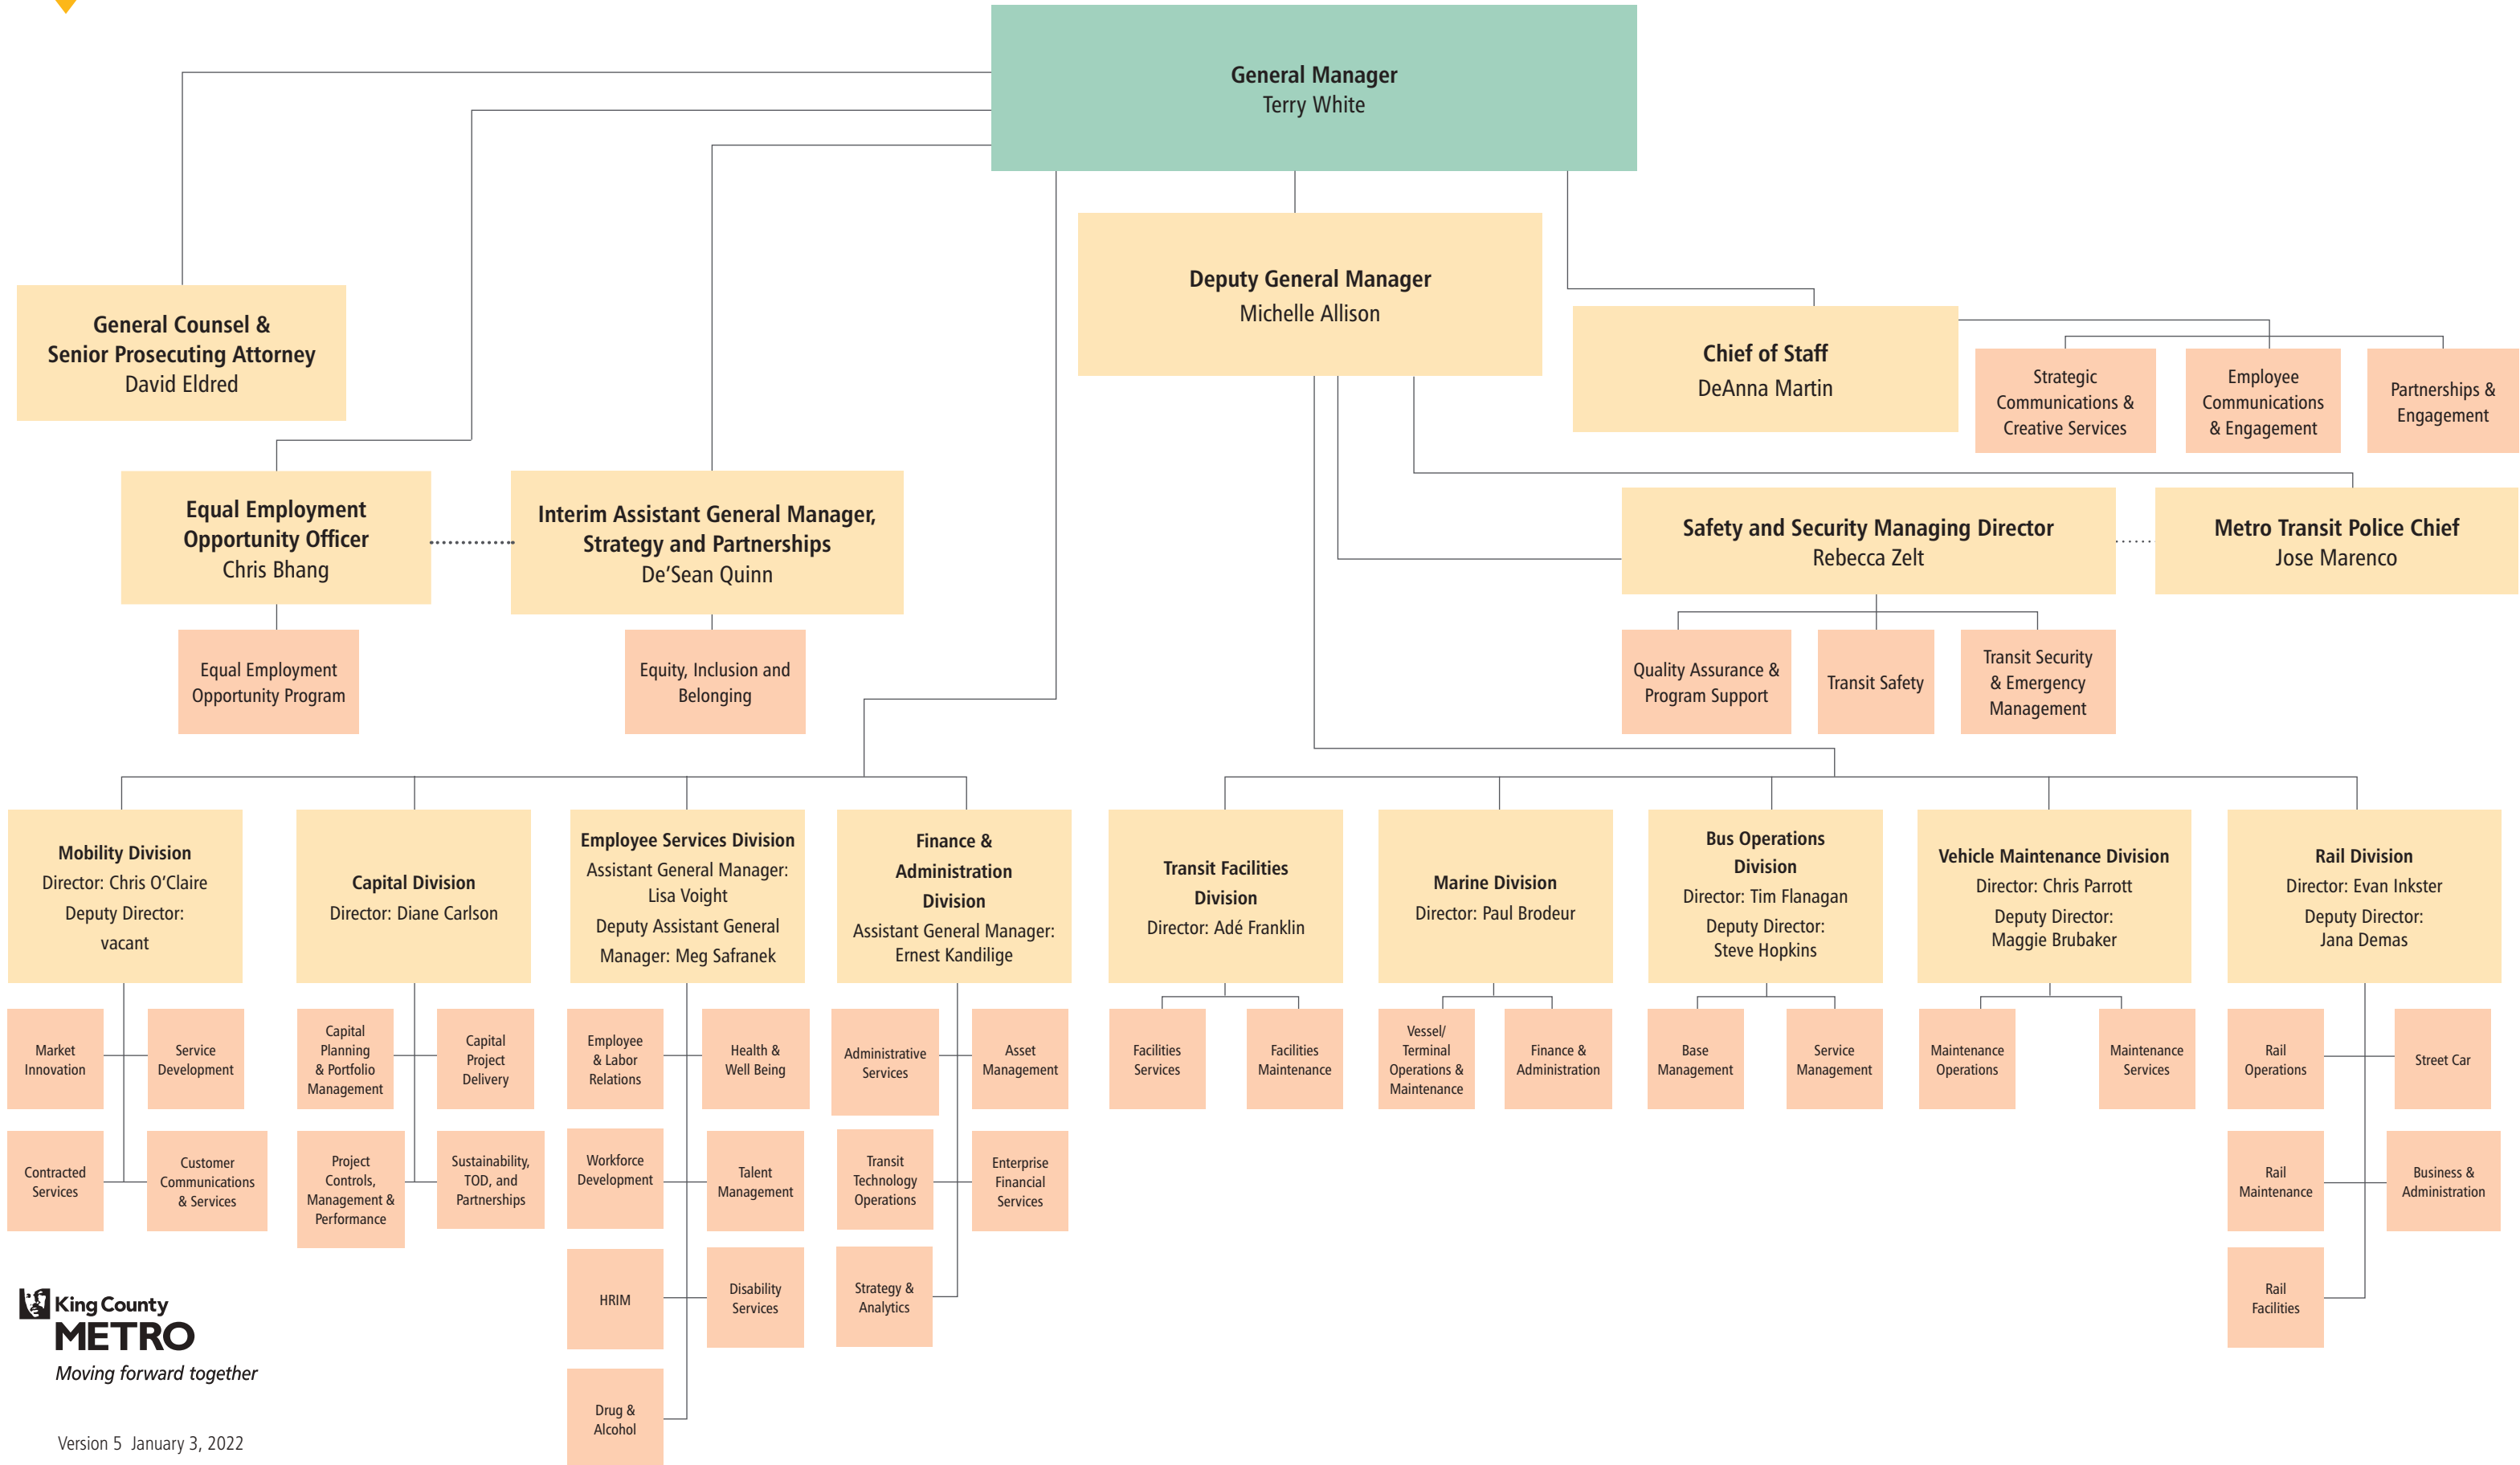 General Manager
Terry White
General Counsel &
Senior Prosecuting Attorney
David Eldred
Deputy General Manager
Michelle Allison
Chief of Staff
DeAnna Martin
Strategic
Communications &
Creative Services
Employee
Communications
& Engagement
Partnerships &
Engagement
Equal Employment
Opportunity Officer
Chris Bhang
Interim Assistant General Manager,
Strategy and Partnerships
De’Sean Quinn
Safety and Security Managing Director
Rebecca Zelt
Metro Transit Police Chief
Jose Marenco
Equal Employment
Opportunity Program
Equity, Inclusion and
Belonging
Quality Assurance &
Program Support
Transit Safety
Transit Security
& Emergency
Management
Mobility Division
Director: Chris O’Claire
Deputy Director:
vacant
Capital Division
Director: Diane Carlson
Employee Services Division
Assistant General Manager:
Lisa Voight
Deputy Assistant General
Manager: Meg Safranek
Finance &
Administration
Division
Assistant General Manager:
Ernest Kandilige
Transit Facilities
Division
Director: Adé Franklin
Marine Division
Director: Paul Brodeur
Bus Operations
Division
Director: Tim Flanagan
Deputy Director:
Steve Hopkins
Vehicle Maintenance Division
Director: Chris Parrott
Deputy Director:
Maggie Brubaker
Rail Division
Director: Evan Inkster
Deputy Director:
Jana Demas
Market
Innovation
Service
Development
Contracted
Services
Customer
Communications
& Services
Capital
Planning
& Portfolio
Management
Capital
Project
Delivery
Project
Controls,
Management &
Performance
Sustainability,
TOD, and
Partnerships
Employee
& Labor
Relations
Health &
Well Being
Workforce
Development
Talent
Management
HRIM
Disability
Services
Drug &
Alcohol
Administrative
Services
Asset
Management
Transit
Technology
Operations
Enterprise
Financial
Services
Strategy &
Analytics
Facilities
Services
Facilities
Maintenance
Vessel/
Terminal
Operations &
Maintenance
Finance &
Administration
Base
Management
Service
Management
Maintenance
Operations
Maintenance
Services
Rail
Operations
Street Car
Rail
Maintenance
Business &
Administration
Rail
Facilities
King County
METRO
Moving forward together
Version 5 January 3, 2022